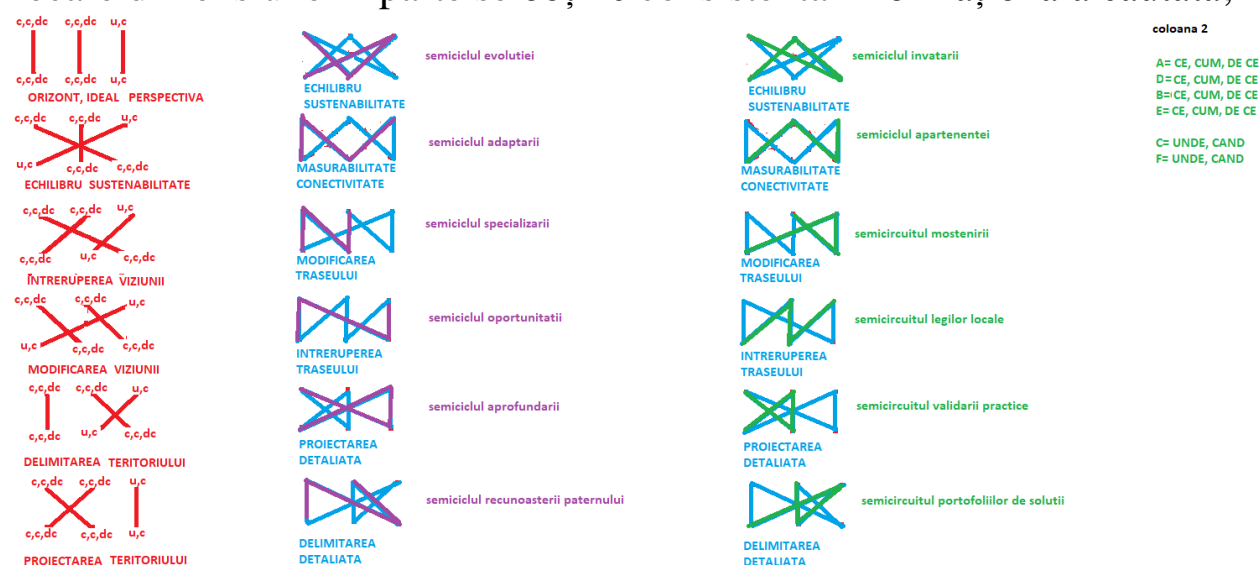 coloana 2
c,c,dc c,c,dc u,c
c,c,dc c,c,dc u,c
ORIZONT, IDEAL PERSPECTIVA
semiciclul evolutiei
ECHILIBRU
SUSTENABILITATE
semiciclul invatarii
ECHILIBRU
SUSTENABILITATE
A= CE, CUM, DE CE
D=CE, CUM, DE CE
B=CE, CUM, DE CE
E= CE, CUM, DE CE
C= UNDE, CAND
F= UNDE, CAND
c,c,dc c,c,dc u,c
u,c c,c,dc c,c,dc
ECHILIBRU SUSTENABILITATE
semiciclul adaptarii
MASURABILITATE
CONECTIVITATE
semiciclul apartenentei
MASURABILITATE
CONECTIVITATE
c,c,dc c,c,dc u,c
c,c,dc u,c c,c,dc
INTRERUPEREA VIZIUNII
semiciclul specializarii
MODIFICAREA
TRASEULUI
semicircuitul mostenirii
MODIFICAREA
TRASEULUI
c,c,dc c,c,dc u,c
u,c c,c,dc c,c,dc
MODIFICAREA VIZIUNII
semiciclul oportunitatii
INTRERUPEREA
TRASEULUI
semicircuitul legilor locale
INTRERUPEREA
TRASEULUI
c,c,dc c,c,dc u,c
c,c,dc u,c c,c,dc
DELIMITAREA TERITORIULUI
semiciclul aprofundarii
PROIECTAREA
DETALIATA
semicircuitul validarii practice
PROIECTAREA
DETALIATA
c,c,dc c,c,dc u,c
c,c,dc c,c,dc u,c
PROIECTAREA TERITORIULUI
semiciclul recunoasterii paternului
DELIMITAREA
DETALIATA
semicircuitul portofoliilor de solutii
DELIMITAREA
DETALIATA